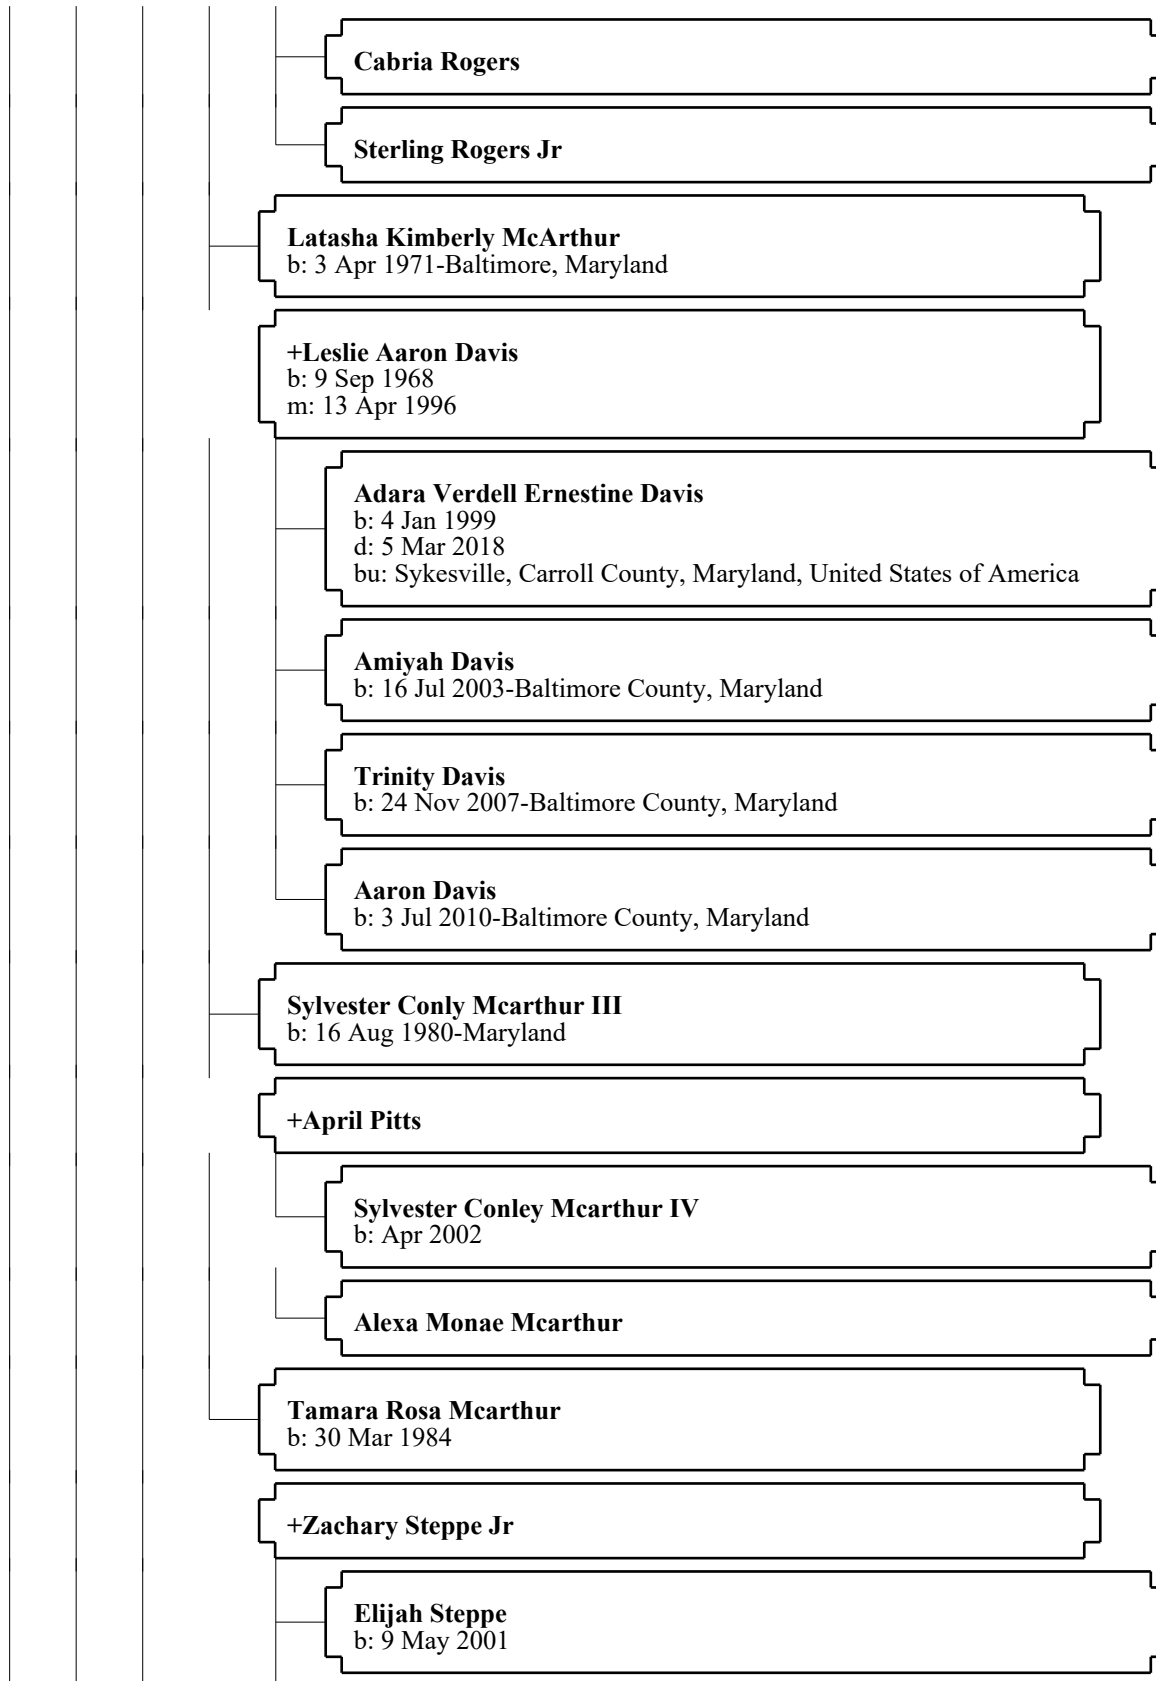 Cabria Rogers
Sterling Rogers Jr
Latasha Kimberly McArthur
b: 3 Apr 1971-Baltimore, Maryland
+Leslie Aaron Davis
b: 9 Sep 1968
m: 13 Apr 1996
Adara Verdell Ernestine Davis
b: 4 Jan 1999
d: 5 Mar 2018
bu: Sykesville, Carroll County, Maryland, United States of America
Amiyah Davis
b: 16 Jul 2003-Baltimore County, Maryland
Trinity Davis
b: 24 Nov 2007-Baltimore County, Maryland
Aaron Davis
b: 3 Jul 2010-Baltimore County, Maryland
Sylvester Conly Mcarthur III
b: 16 Aug 1980-Maryland
+April Pitts
Sylvester Conley Mcarthur IV
b: Apr 2002
Alexa Monae Mcarthur
Tamara Rosa Mcarthur
b: 30 Mar 1984
+Zachary Steppe Jr
Elijah Steppe
b: 9 May 2001